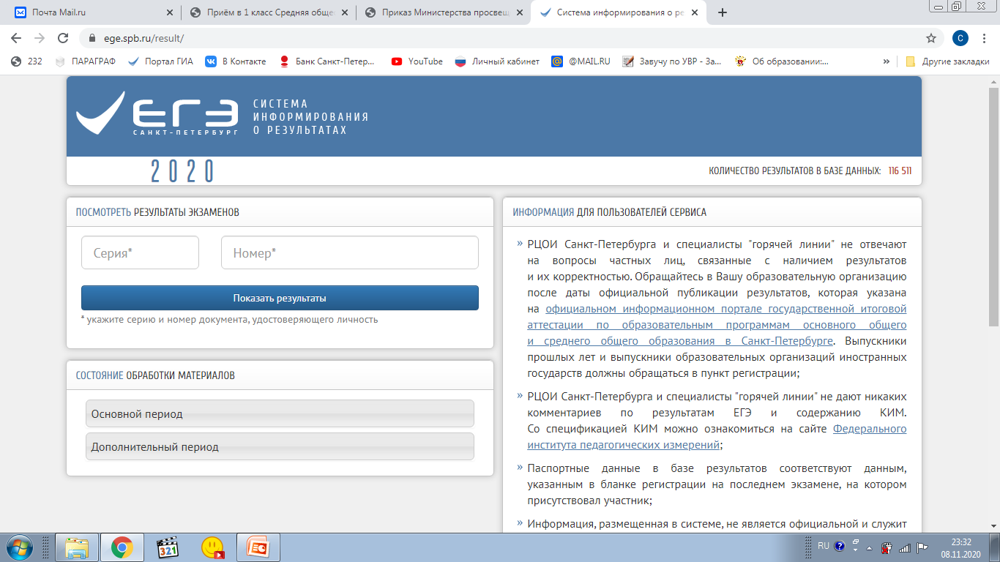 Почта Mail.ru
Приём в 1 класс Средняя обще
Приказ Министерства просвещ
Система информирования о ре
ege.spb.ru/result/
С
232
ПАРАГРАФ
Портал ГИА
В Контакте
Банк Санкт-Петер...
YouTube
Личный кабинет
@MAIL.RU
Завучу по УВР - За...
Об образовании:...
»
Другие закладки
ЕГЭ
САНКТ-ПЕТЕРБУРГ
СИСТЕМА
ИНФОРМИРОВАНИЯ
О РЕЗУЛЬТАТАХ
2020
КОЛИЧЕСТВО РЕЗУЛЬТАТОВ В БАЗЕ ДАННЫХ: 116 511
ПОСМОТРЕТЬ РЕЗУЛЬТАТЫ ЭКЗАМЕНОВ
Серия*
Номер*
Показать результаты
* укажите серию и номер документа, удостоверяющего личность
СОСТОЯНИЕ ОБРАБОТКИ МАТЕРИАЛОВ
Основной период
Дополнительный период
ИНФОРМАЦИЯ ДЛЯ ПОЛЬЗОВАТЕЛЕЙ СЕРВИСА
» РЦОИ Санкт-Петербурга и специалисты "горячей линии" не отвечают
на вопросы частных лиц, связанные с наличием результатов
и их корректностью. Обращайтесь в Вашу образовательную организацию
после даты официальной публикации результатов, которая указана
на официальном информационном портале государственной итоговой
аттестации по образовательным программам основного общего
и среднего общего образования в Санкт-Петербурге. Выпускники
прошлых лет и выпускники образовательных организаций иностранных
государств должны обращаться в пункт регистрации;
» РЦОИ Санкт-Петербурга и специалисты "горячей линии" не дают никаких
комментариев по результатам ЕГЭ и содержанию КИМ.
Со спецификацией КИМ можно ознакомиться на сайте Федерального
института педагогических измерений;
» Паспортные данные в базе результатов соответствуют данным,
указанным в бланке регистрации на последнем экзамене, на котором
присутствовал участник;
» Информация, размещенная в системе, не является официальной и служит
321
RU
23:32
08.11.2020